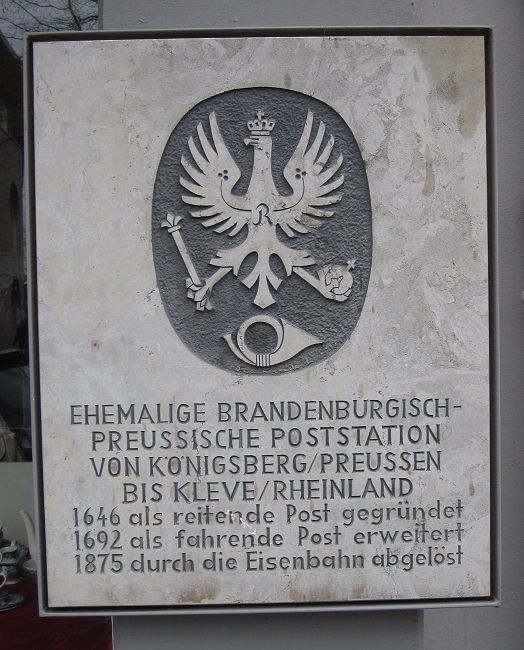 EHEMALIGE BRANDENBURGISCH-
PREUSSISCHE POSTSTATION
VON KÖNIGSBERG/PREUSSEN
BIS KLEVE/RHEINLAND
1646 als reitende Post gegründet
1692 als fahrende Post erweitert
1875 durch die Eisenbahn abgelöst